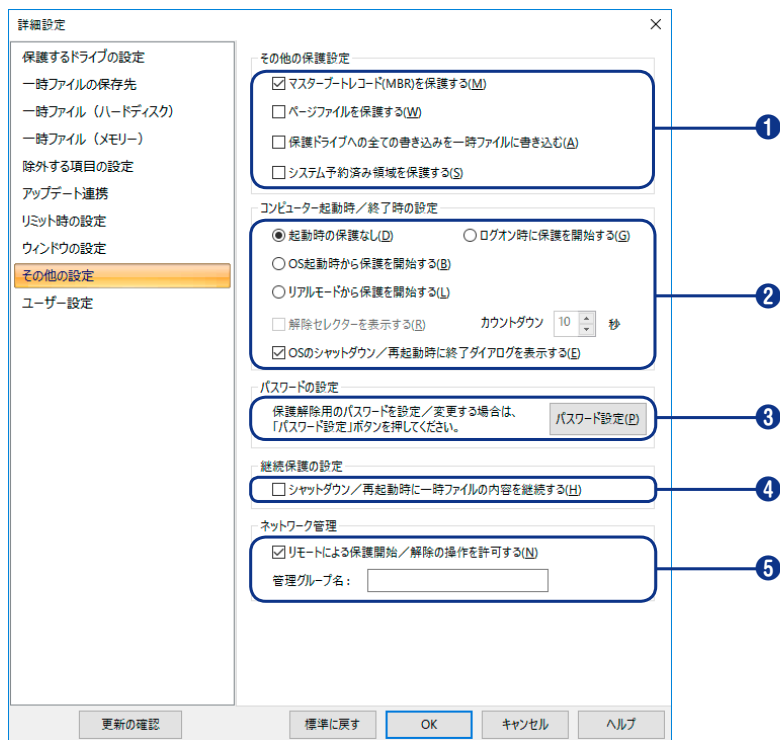 詳細設定
保護するドライブの設定
一時ファイルの保存先
一時ファイル（ハードディスク）
一時ファイル（メモリー）
除外する項目の設定
アップデート連携
リミット時の設定
ウィンドウの設定
その他の設定
ユーザー設定
その他の保護設定
マスターブートレコード(MBR)を保護する(M)
ページファイルを保護する(W)
保護ドライブへの全ての書き込みを一時ファイルに書き込む(A)
システム予約済み領域を保護する(S)
1
コンピューター起動時／終了時の設定
起動時の保護なし(D) ログオン時に保護を開始する(G)
OS起動時から保護を開始する(B)
リアルモードから保護を開始する(L)
解除セレクターを表示する(R) カウントダウン 10 秒
OSのシャットダウン／再起動時に終了ダイアログを表示する(E)
2
パスワードの設定
保護解除用のパスワードを設定／変更する場合は、
「パスワード設定」ボタンを押してください。
パスワード設定(P)
3
継続保護の設定
シャットダウン／再起動時に一時ファイルの内容を継続する(H)
4
ネットワーク管理
リモートによる保護開始／解除の操作を許可する(N)
管理グループ名：
5
更新の確認 標準に戻す OK キャンセル ヘルプ